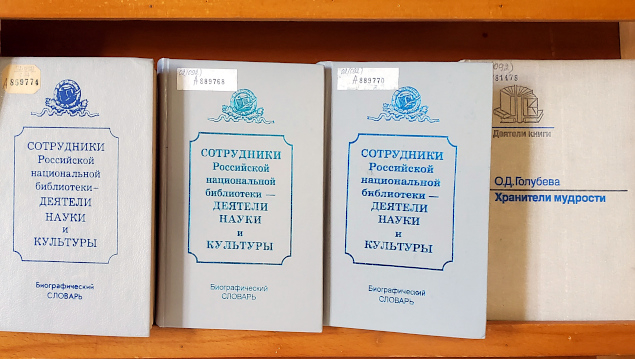 859774
СОТРУДНИКИ
Российской
национальной
библиотеки–
ДЕЯТЕЛИ
НАУКИ
и
КУЛЬТУРЫ
Биографический
СЛОВАРЬ
А 889768
СОТРУДНИКИ
Российской
национальной
библиотеки —
ДЕЯТЕЛИ
НАУКИ
и
КУЛЬТУРЫ
Биографический
СЛОВАРЬ
А 889770
СОТРУДНИКИ
Российской
национальной
библиотеки —
ДЕЯТЕЛИ
НАУКИ
и
КУЛЬТУРЫ
Биографический
СЛОВАРЬ
Деятели книги
О.Д.Голубева
Хранители мудрости